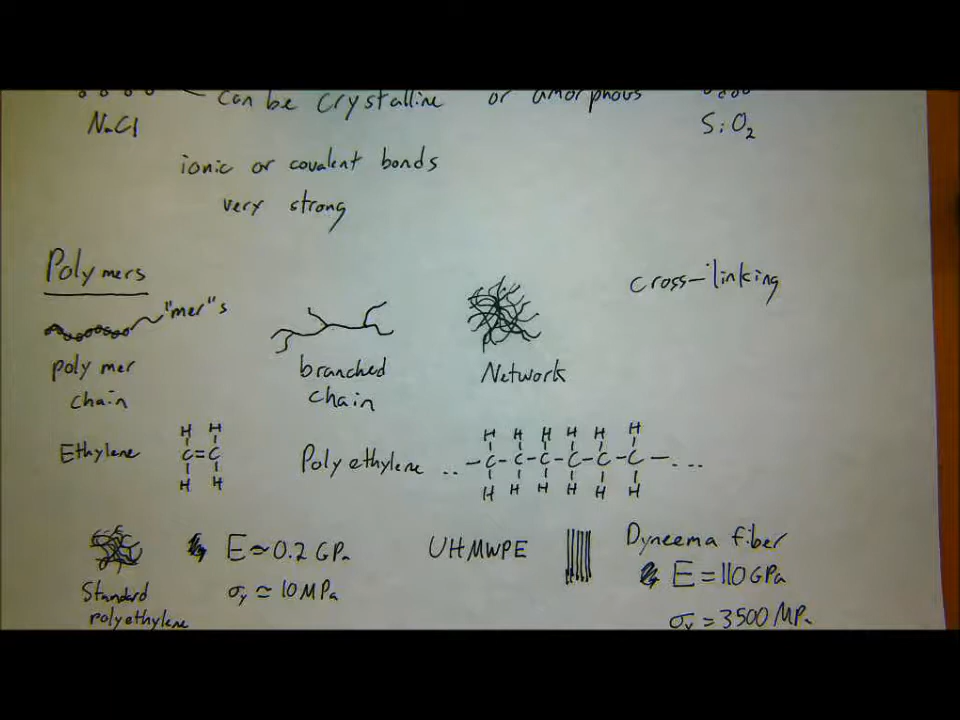 can be crystalline or amorphous
NaCl SiO2
ionic or covalent bonds
very strong
Polymers
cross-linking
"mer"s
polymer chain
branched chain
Network
Ethylene
H H
C=C
H H
Polyethylene
H H H H H H
.. -C-C-C-C-C-C- ...
H H H H H H
Standard polyethylene
E ≈ 0.2 GPa
σy ≃ 10 MPa
UHMWPE
Dyneema fiber
E = 110 GPa
σy = 3500 MPa